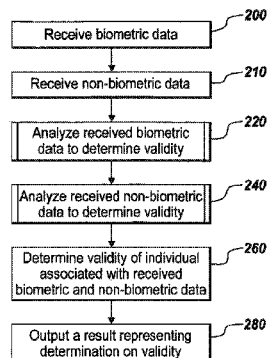 200
Receive biometric data
210
Receive non-biometric data
220
Analyze received biometric
data to determine validity
240
Analyze received non-biometric
data to determine validity
260
Determine validity of individual
associated with received
biometric and non-biometric data
280
Output a result representing
determination on validity